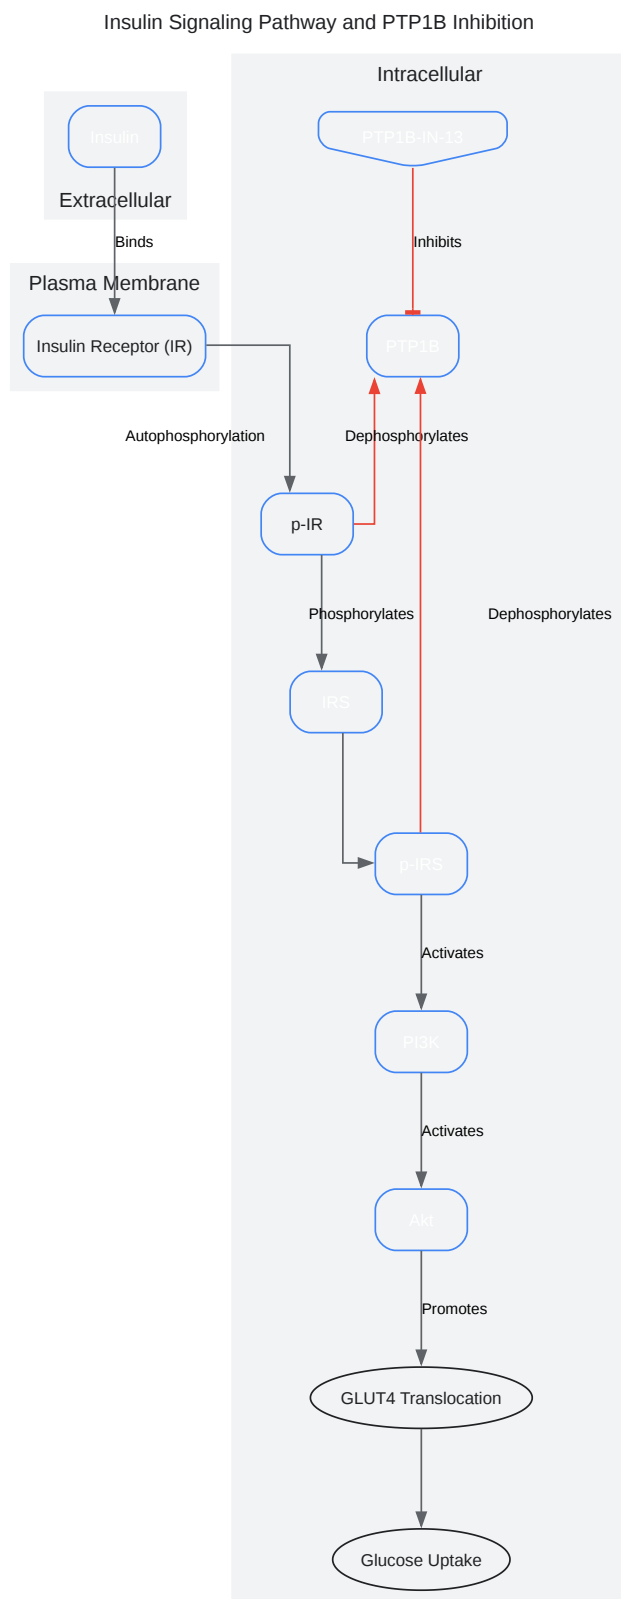 Insulin Signaling Pathway and PTP1B Inhibition
Intracellular
Insulin
PTP1B-IN-13
Extracellular
Binds
Inhibits
Plasma Membrane
Insulin Receptor (IR)
PTP1B
Autophosphorylation
Dephosphorylates
p-IR
Phosphorylates
Dephosphorylates
IRS
p-IRS
Activates
PI3K
Activates
Akt
Promotes
GLUT4 Translocation
Glucose Uptake